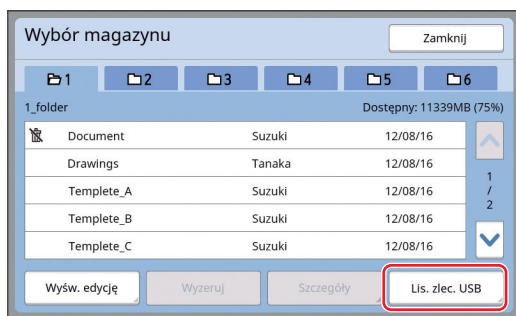 Wybór magazynu Zamknij
1 2 3 4 5 6
1_folder Dostępny: 11339MB (75%)
Document Suzuki 12/08/16
Drawings Tanaka 12/08/16
Templete_A Suzuki 12/08/16
Templete_B Suzuki 12/08/16
Templete_C Suzuki 12/08/16
1
/
2
Wyśw. edycję Wyzeruj Szczegóły Lis. zlec. USB